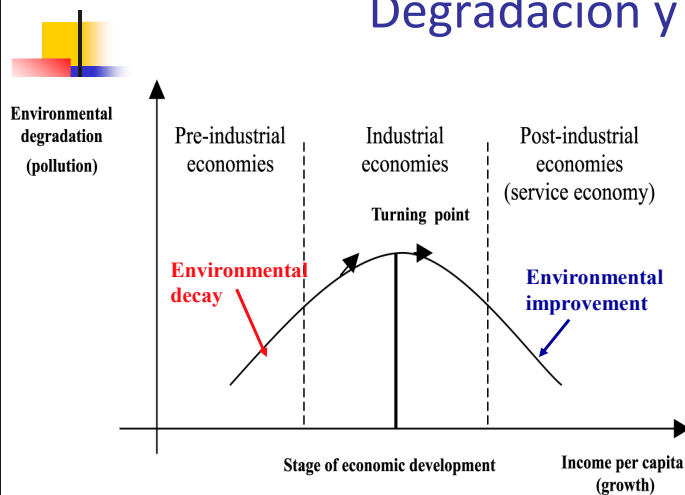 Degradación y
Environmental
degradation
(pollution)
Pre-industrial
economies
Industrial
economies
Post-industrial
economies
(service economy)
Turning point
Environmental
decay
Environmental
improvement
Stage of economic development
Income per capita
(growth)